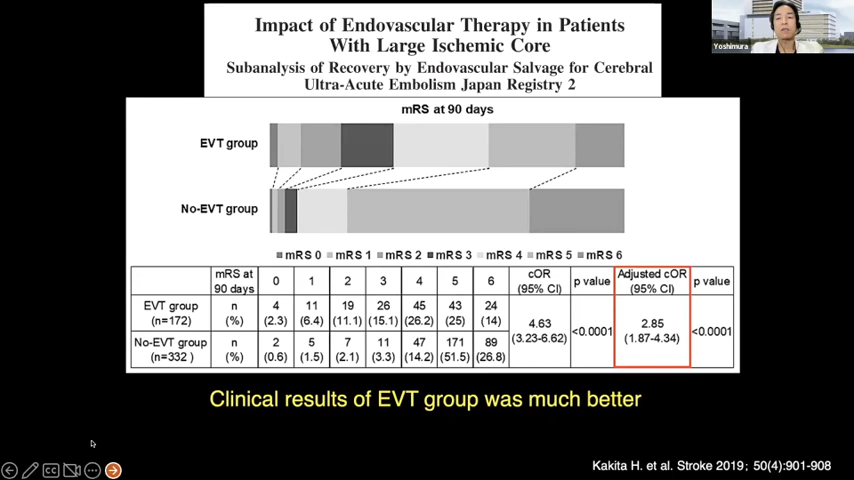 Impact of Endovascular Therapy in Patients
With Large Ischemic Core
Subanalysis of Recovery by Endovascular Salvage for Cerebral
Ultra-Acute Embolism Japan Registry 2
Yoshimura
mRS at 90 days
EVT group
No-EVT group
mRS 0 mRS 1 mRS 2 mRS 3 mRS 4 mRS 5 mRS 6
mRS at 90 days 0 1 2 3 4 5 6 cOR (95% CI) p value Adjusted cOR (95% CI) p value
EVT group (n=172) n (%) 4 (2.3) 11 (6.4) 19 (11.1) 26 (15.1) 45 (26.2) 43 (25) 24 (14) 4.63 (3.23-6.62) <0.0001 2.85 (1.87-4.34) <0.0001
No-EVT group (n=332) n (%) 2 (0.6) 5 (1.5) 7 (2.1) 11 (3.3) 47 (14.2) 171 (51.5) 89 (26.8)
Clinical results of EVT group was much better
CC
Kakita H. et al. Stroke 2019; 50(4):901-908